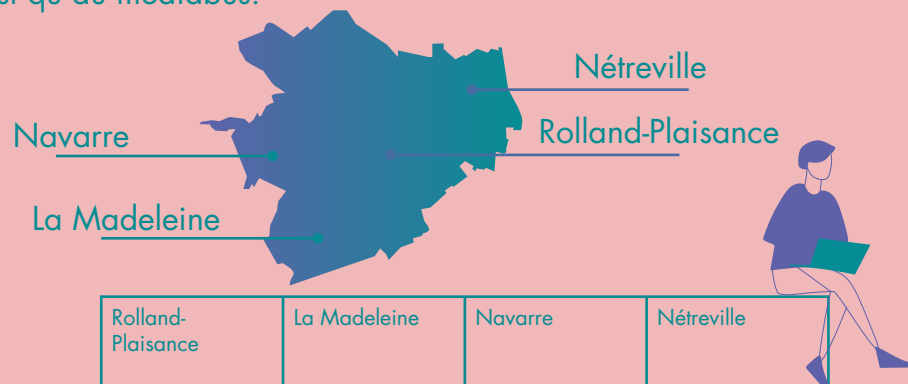 Nétreville
Rolland-Plaisance
Navarre
La Madeleine
Rolland-
Plaisance
La Madeleine
Navarre
Nétreville